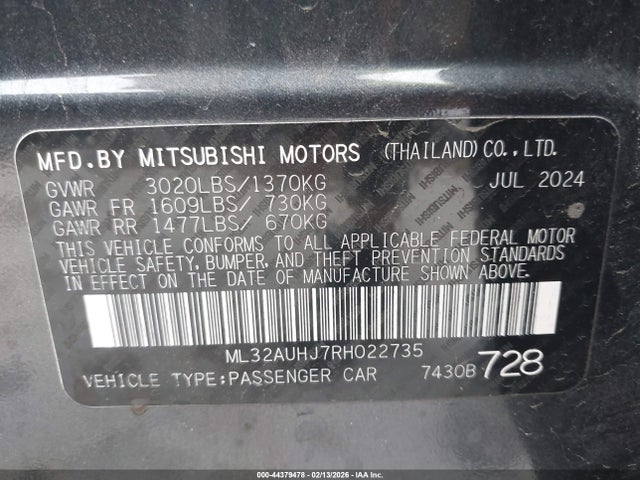 MFD.BY MITSUBISHI MOTORS (THAILAND)CO.,LTD.
GVWR 3020LBS/1370KG JUL 2024
GAWR FR 1609LBS/ 730KG
GAWR RR 1477LBS/ 670KG
THIS VEHICLE CONFORMS TO ALL APPLICABLE FEDERAL MOTOR
VEHICLE SAFETY, BUMPER, AND THEFT PREVENTION STANDARDS
IN EFFECT ON THE DATE OF MANUFACTURE SHOWN ABOVE.
ML32AUHJ7RH022735
VEHICLE TYPE:PASSENGER CAR 7430B 728
000-44379478 - 02/13/2026 - IAA Inc.